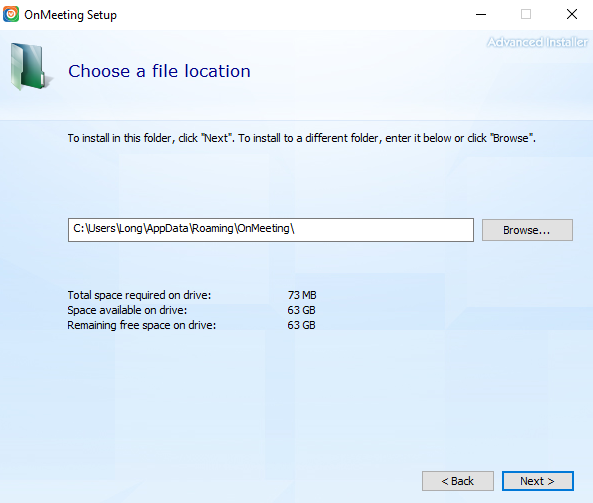 OnMeeting Setup
Advanced Installer
Choose a file location
To install in this folder, click "Next". To install to a different folder, enter it below or click "Browse".
C:\Users\Long\AppData\Roaming\OnMeeting\
Browse...
Total space required on drive: 73 MB
Space available on drive: 63 GB
Remaining free space on drive: 63 GB
< Back
Next >